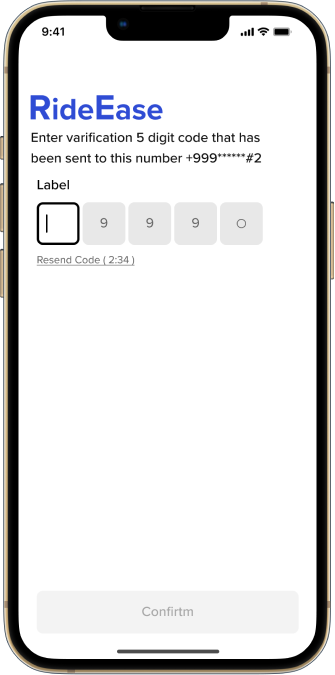 9:41
RideEase
Enter varification 5 digit code that has
been sent to this number +999******#2
Label
9 9 9 ○
Resend Code ( 2:34 )
Confirtm